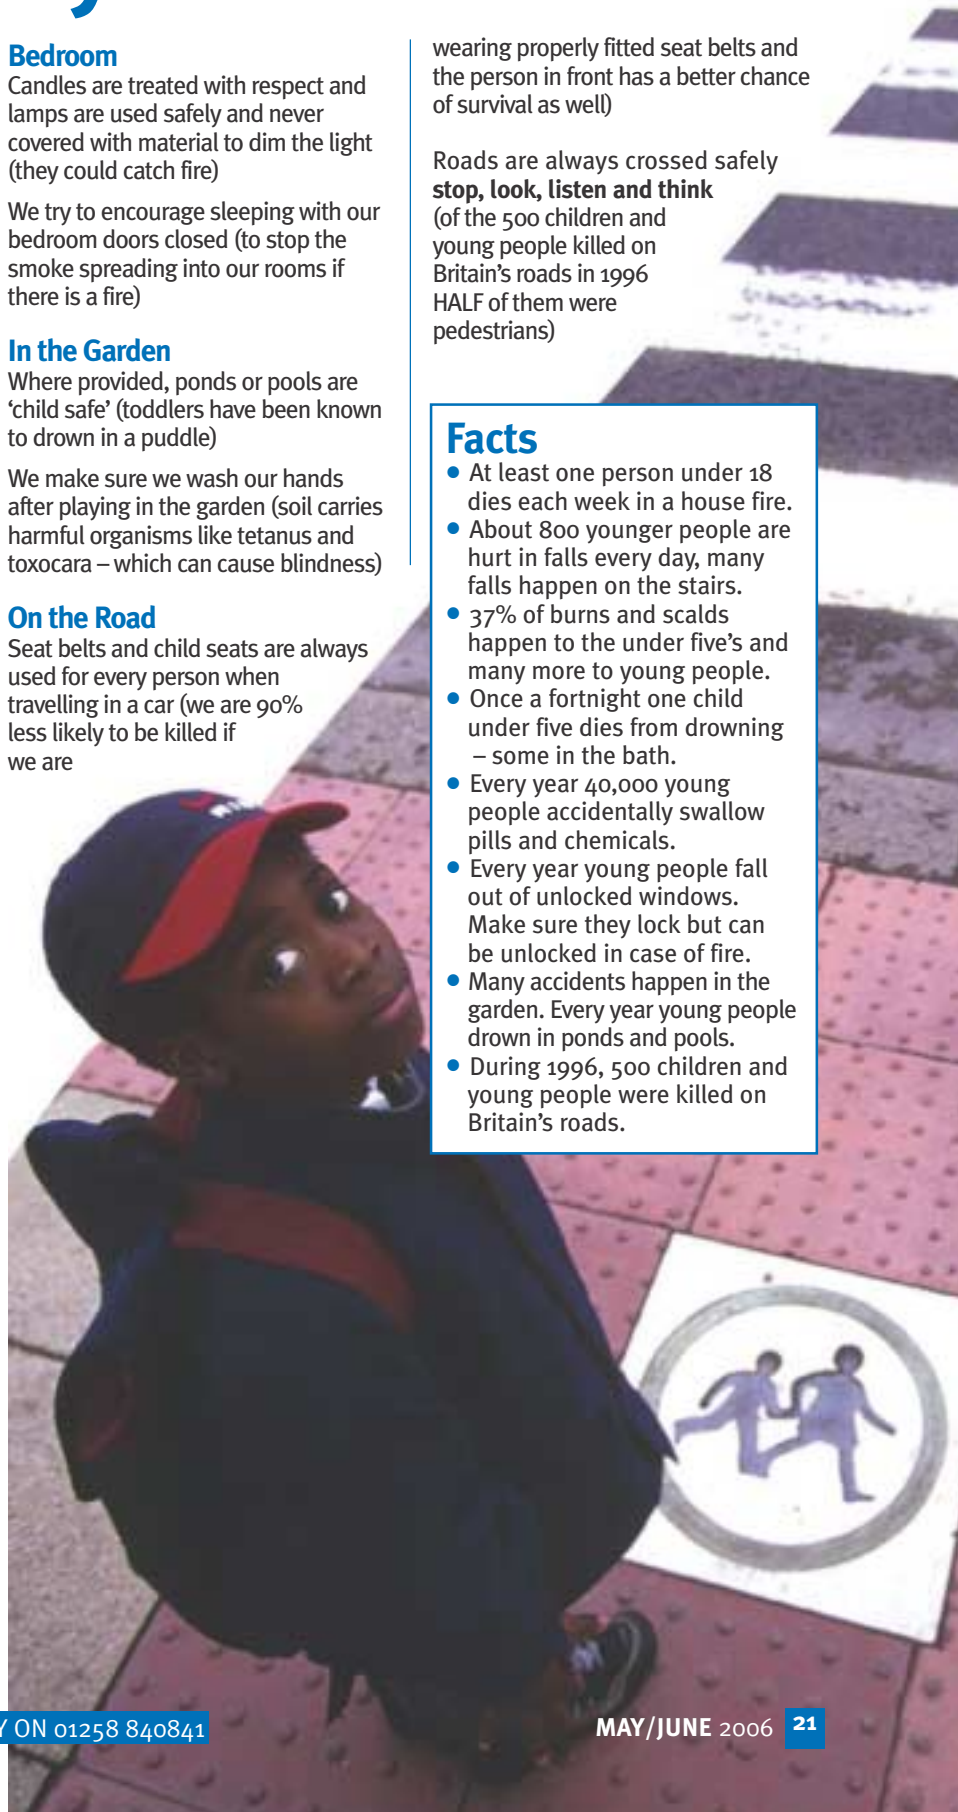 Bedroom
Candles are treated with respect and
lamps are used safely and never
covered with material to dim the light
(they could catch fire)
We try to encourage sleeping with our
bedroom doors closed (to stop the
smoke spreading into our rooms if
there is a fire)
In the Garden
Where provided, ponds or pools are
‘child safe’ (toddlers have been known
to drown in a puddle)
We make sure we wash our hands
after playing in the garden (soil carries
harmful organisms like tetanus and
toxocara – which can cause blindness)
On the Road
Seat belts and child seats are always
used for every person when
travelling in a car (we are 90%
less likely to be killed if
we are
wearing properly fitted seat belts and
the person in front has a better chance
of survival as well)
Roads are always crossed safely
stop, look, listen and think
(of the 500 children and
young people killed on
Britain’s roads in 1996
HALF of them were
pedestrians)
Facts
• At least one person under 18
dies each week in a house fire.
• About 800 younger people are
hurt in falls every day, many
falls happen on the stairs.
• 37% of burns and scalds
happen to the under five’s and
many more to young people.
• Once a fortnight one child
under five dies from drowning
– some in the bath.
• Every year 40,000 young
people accidentally swallow
pills and chemicals.
• Every year young people fall
out of unlocked windows.
Make sure they lock but can
be unlocked in case of fire.
• Many accidents happen in the
garden. Every year young people
drown in ponds and pools.
• During 1996, 500 children and
young people were killed on
Britain’s roads.
Y ON 01258 840841
MAY/JUNE 2006 21